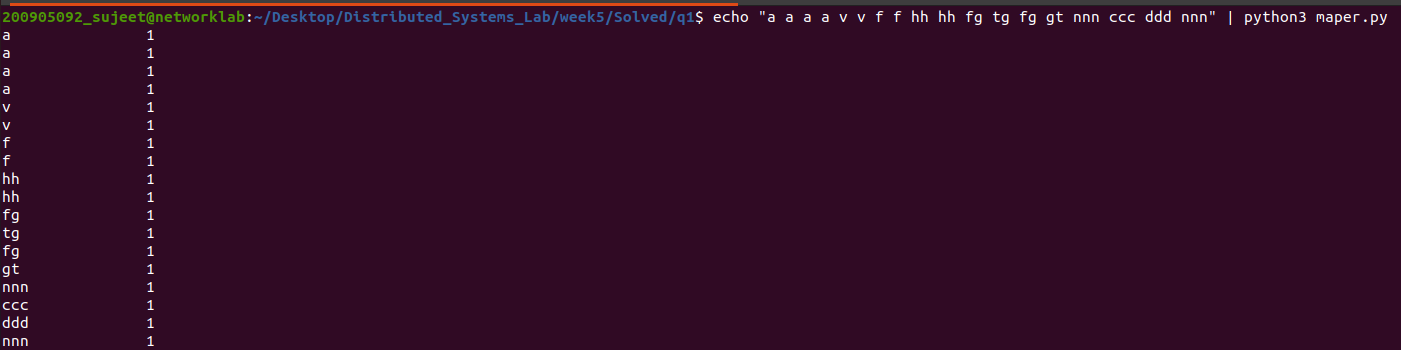 200905092_sujeet@networklab:~/Desktop/Distributed_Systems_Lab/week5/Solved/q1$ echo "a a a a v v f f hh hh fg tg fg gt nnn ccc ddd nnn" | python3 maper.py
a 1
a 1
a 1
a 1
v 1
v 1
f 1
f 1
hh 1
hh 1
fg 1
tg 1
fg 1
gt 1
nnn 1
ccc 1
ddd 1
nnn 1